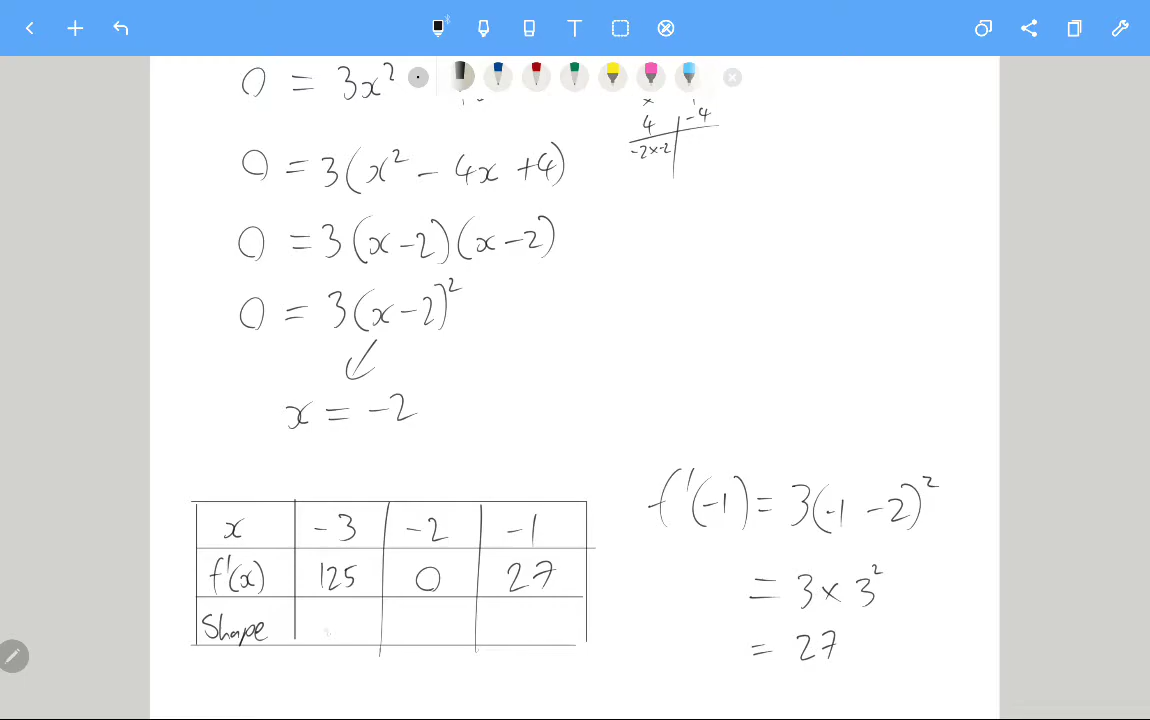 0 = 3x²
4 | -4
-2×-2
0 = 3(x² - 4x + 4)
0 = 3(x-2)(x-2)
0 = 3(x-2)²
x = -2
x | -3 | -2 | -1
f'(x) | 125 | 0 | 27
Shape
f'(-1) = 3(-1 -2)²
= 3 × 3²
= 27